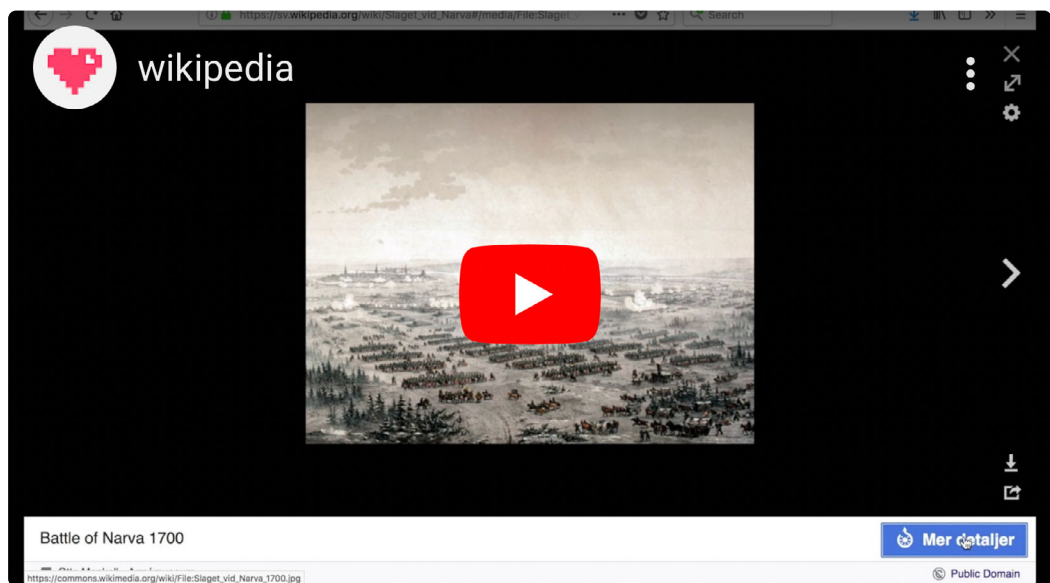 https://sv.wikipedia.org/wiki/Slaget_vid_Narva#/media/File:Slaget_v
Search
wikipedia
Battle of Narva 1700
Mer detaljer
https://commons.wikimedia.org/wiki/File:Slaget_vid_Narva_1700.jpg
Public Domain